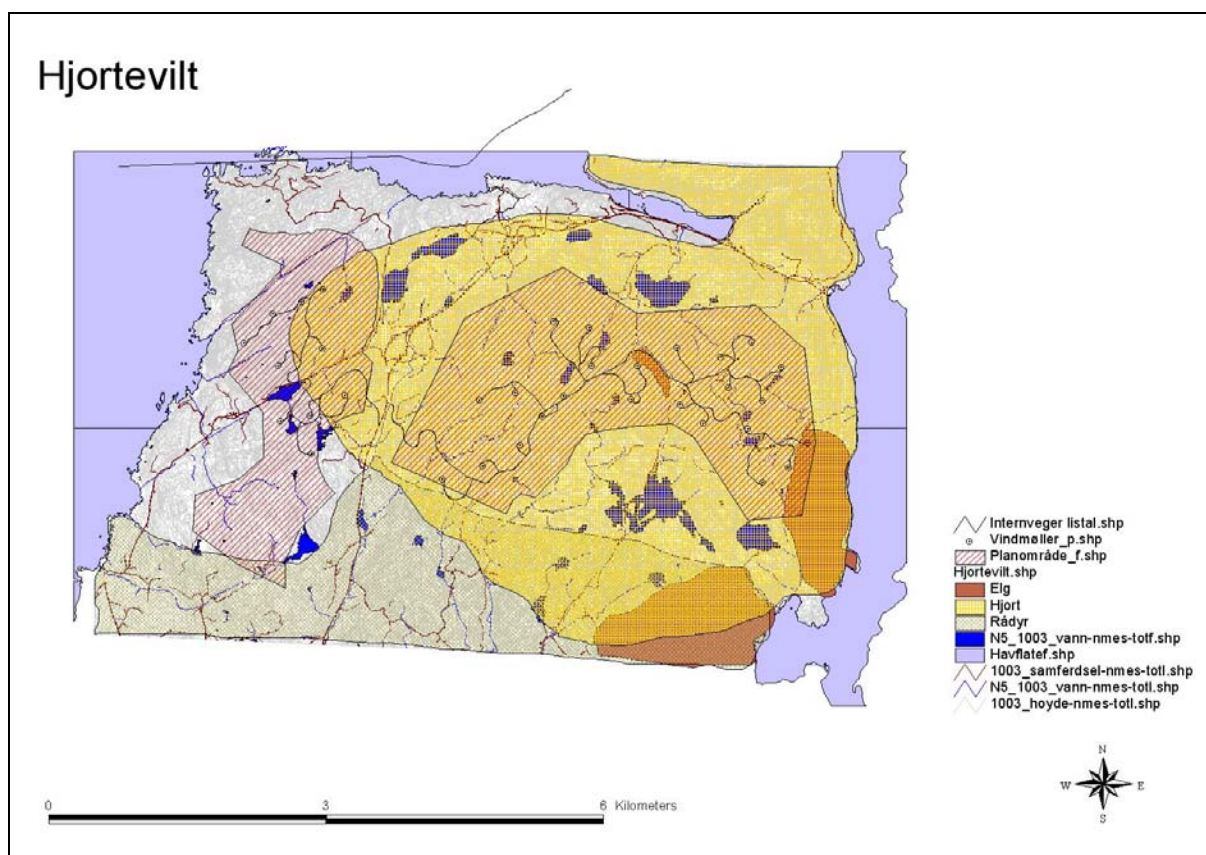 Hjortevilt
Internveger listal.shp
Vindmøller_p.shp
Planområde_f.shp
Hjortevilt.shp
Elg
Hjort
Rådyr
N5_1003_vann-nmes-totf.shp
Havflatef.shp
1003_samferdsel-nmes-totl.shp
N5_1003_vann-nmes-totl.shp
1003_hoyde-nmes-totl.shp
N
W E
S
0 3 6 Kilometers